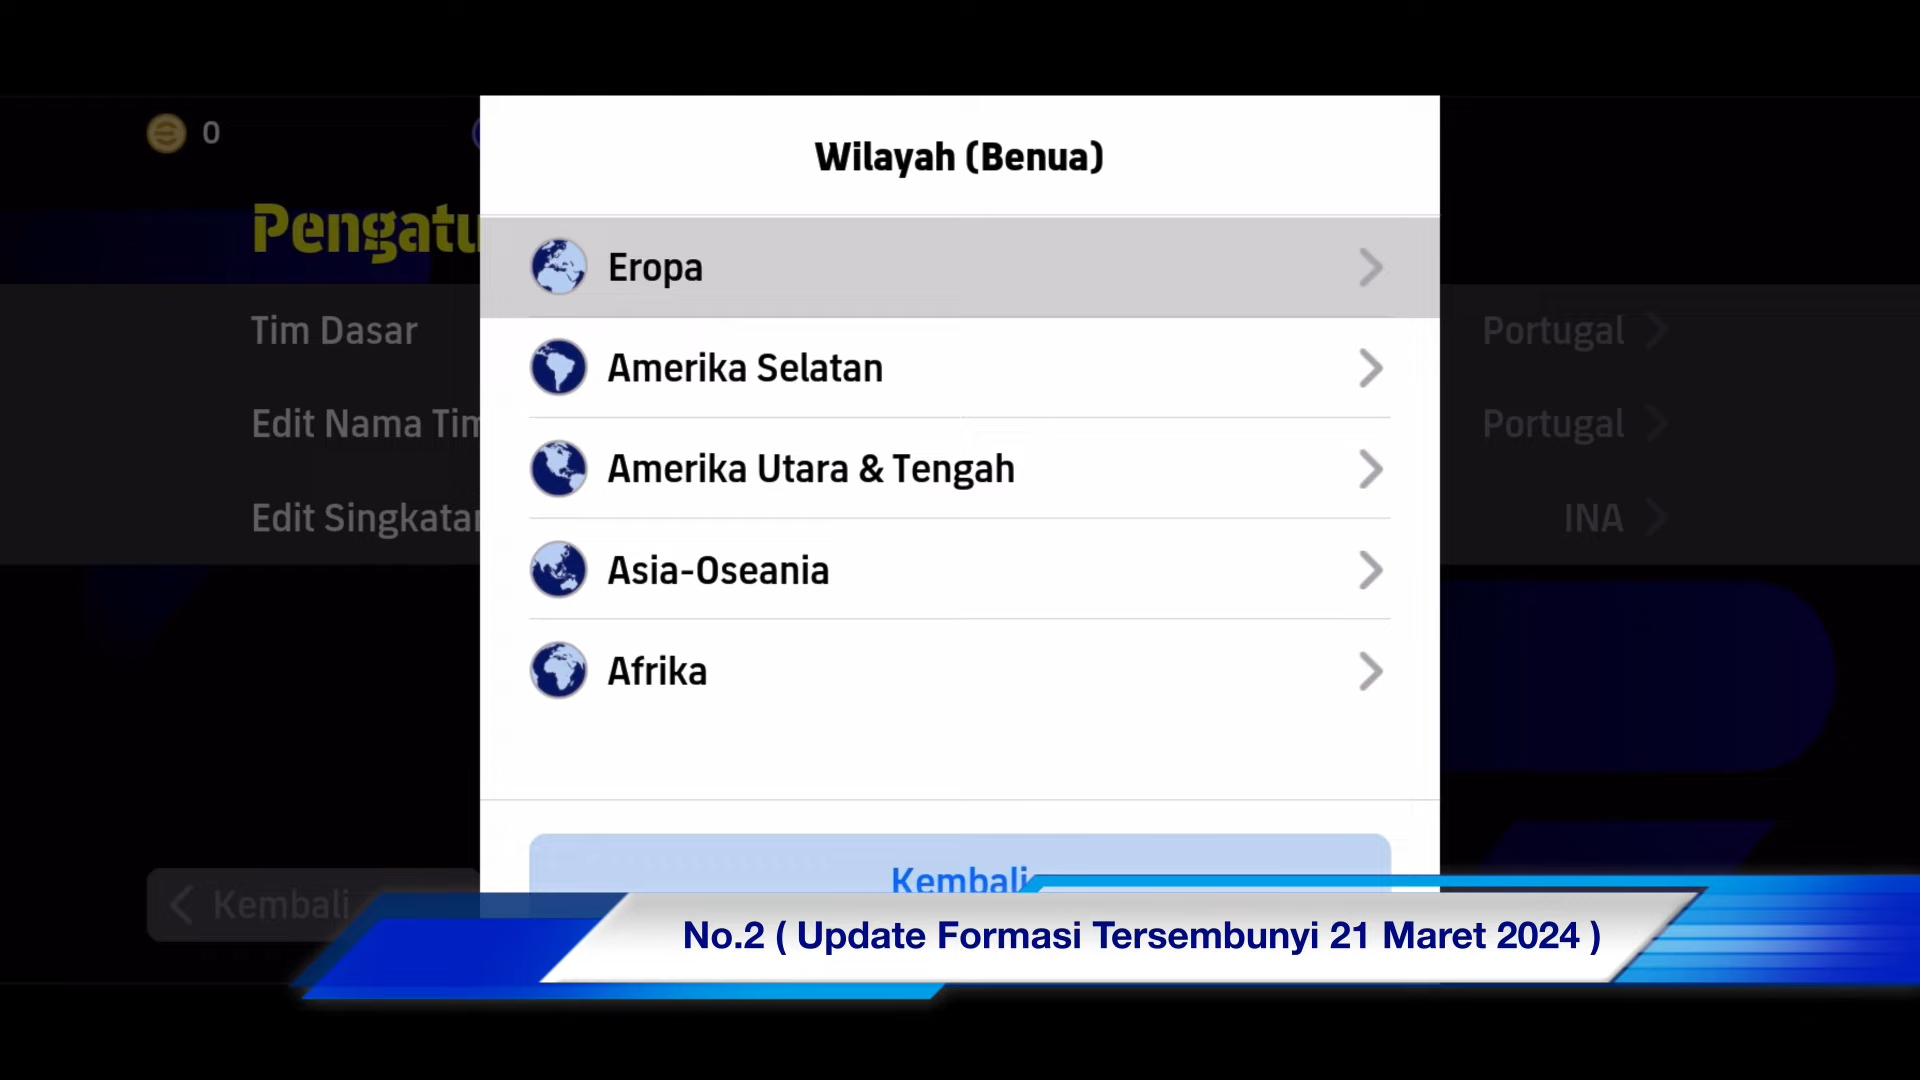 0
Wilayah (Benua)
Pengatu
Eropa
Tim Dasar
Portugal
Amerika Selatan
Edit Nama Tim
Portugal
Amerika Utara & Tengah
Edit Singkatan
INA
Asia-Oseania
Afrika
Kembali
Kembali
No.2 ( Update Formasi Tersembunyi 21 Maret 2024 )